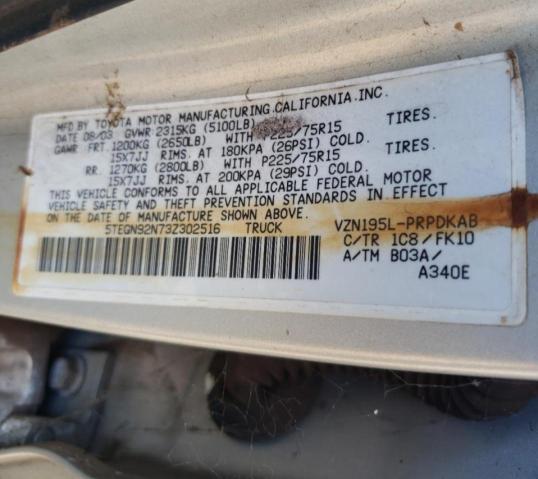 MFD BY TOYOTA MOTOR MANUFACTURING.CALIFORNIA.INC.
DATE 08/03 GVWR 2315KG (5100LB)
GAWR FRT. 1200KG (2650LB) WITH P225/75R15 TIRES.
15X7JJ RIMS. AT 180KPA (26PSI) COLD.
RR. 1270KG (2800LB) WITH P225/75R15 TIRES.
15X7JJ RIMS. AT 200KPA (29PSI) COLD.
THIS VEHICLE CONFORMS TO ALL APPLICABLE FEDERAL MOTOR
VEHICLE SAFETY AND THEFT PREVENTION STANDARDS IN EFFECT
ON THE DATE OF MANUFACTURE SHOWN ABOVE.
5TEGN92N73Z302516 TRUCK VZN195L-PRPDKAB
C/TR 1C8/FK10
A/TM B03A/
A340E